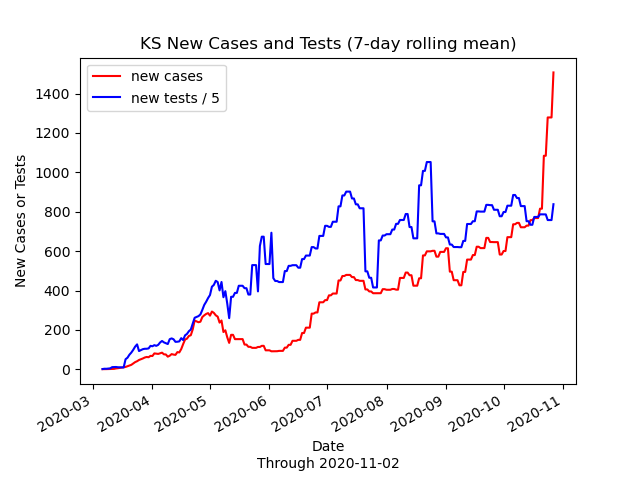 KS New Cases and Tests (7-day rolling mean)
new cases
new tests / 5
New Cases or Tests
1400
1200
1000
800
600
400
200
0
2020-03
2020-04
2020-05
2020-06
2020-07
2020-08
2020-09
2020-10
2020-11
Date
Through 2020-11-02